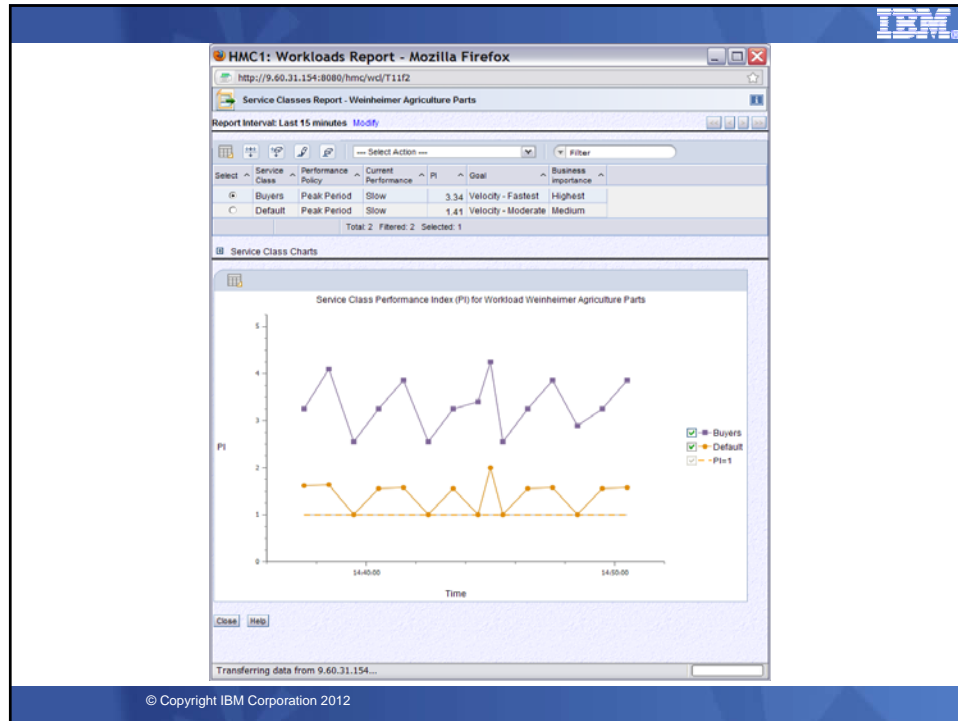 IBM®
HMC1: Workloads Report - Mozilla Firefox
http://9.60.31.154:8080/hmc/wcl/T11f2
Service Classes Report - Weinheimer Agriculture Parts
Report Interval: Last 15 minutes Modify
--- Select Action --- Filter
Select Service Class Performance Policy Current Performance PI Goal Business importance
Buyers Peak Period Slow 3.34 Velocity - Fastest Highest
Default Peak Period Slow 1.41 Velocity - Moderate Medium
Total: 2 Filtered: 2 Selected: 1
Service Class Charts
Service Class Performance Index (PI) for Workload Weinheimer Agriculture Parts
5
4
3
Buyers
PI Default
PI=1
2
1
0
14:40:00 14:50:00
Time
Close Help
Transferring data from 9.60.31.154...
© Copyright IBM Corporation 2012